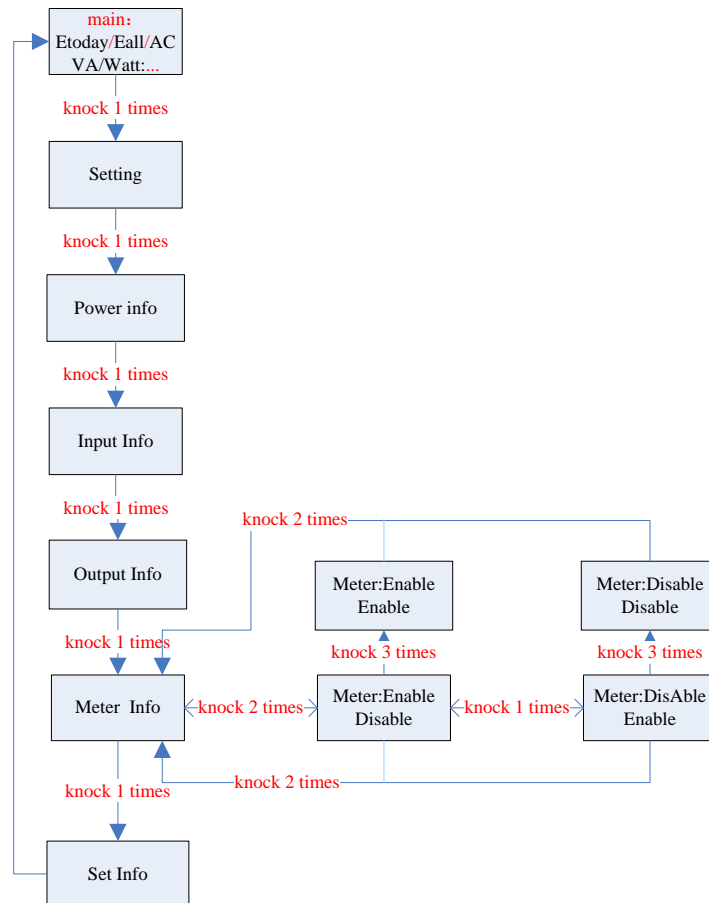 main：
Etoday/Eall/AC
VA/Watt:...
knock 1 times
Setting
knock 1 times
Power info
knock 1 times
Input Info
knock 1 times
knock 2 times
Output Info
Meter:Enable
Enable
Meter:Disable
Disable
knock 1 times
knock 3 times
knock 3 times
Meter Info
knock 2 times
Meter:Enable
Disable
knock 1 times
Meter:DisAble
Enable
knock 1 times
knock 2 times
Set Info